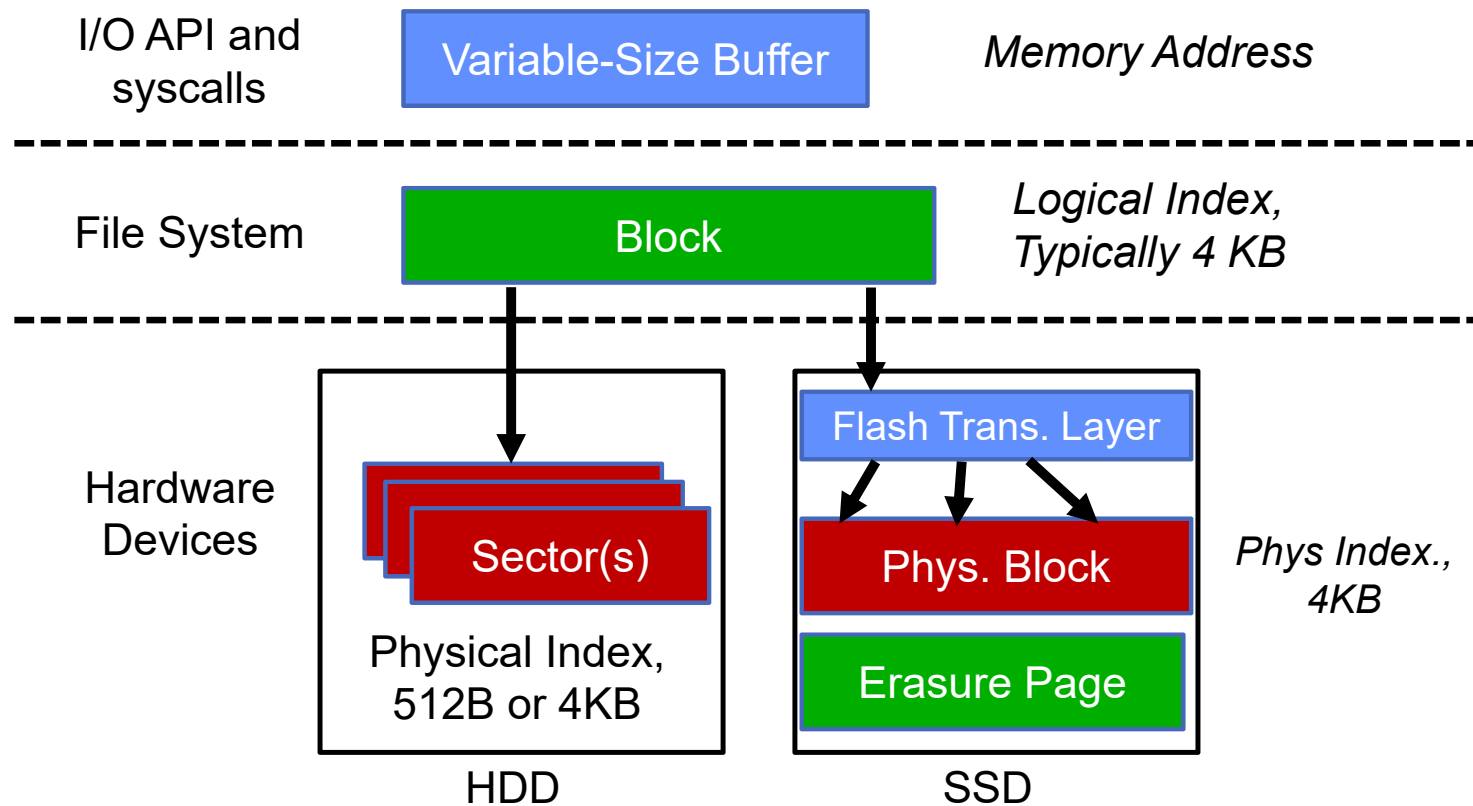 I/O API and
syscalls
Variable-Size Buffer
Memory Address
File System
Block
Logical Index,
Typically 4 KB
Hardware
Devices
Sector(s)
Physical Index,
512B or 4KB
HDD
Flash Trans. Layer
Phys. Block
Erasure Page
SSD
Phys Index.,
4KB